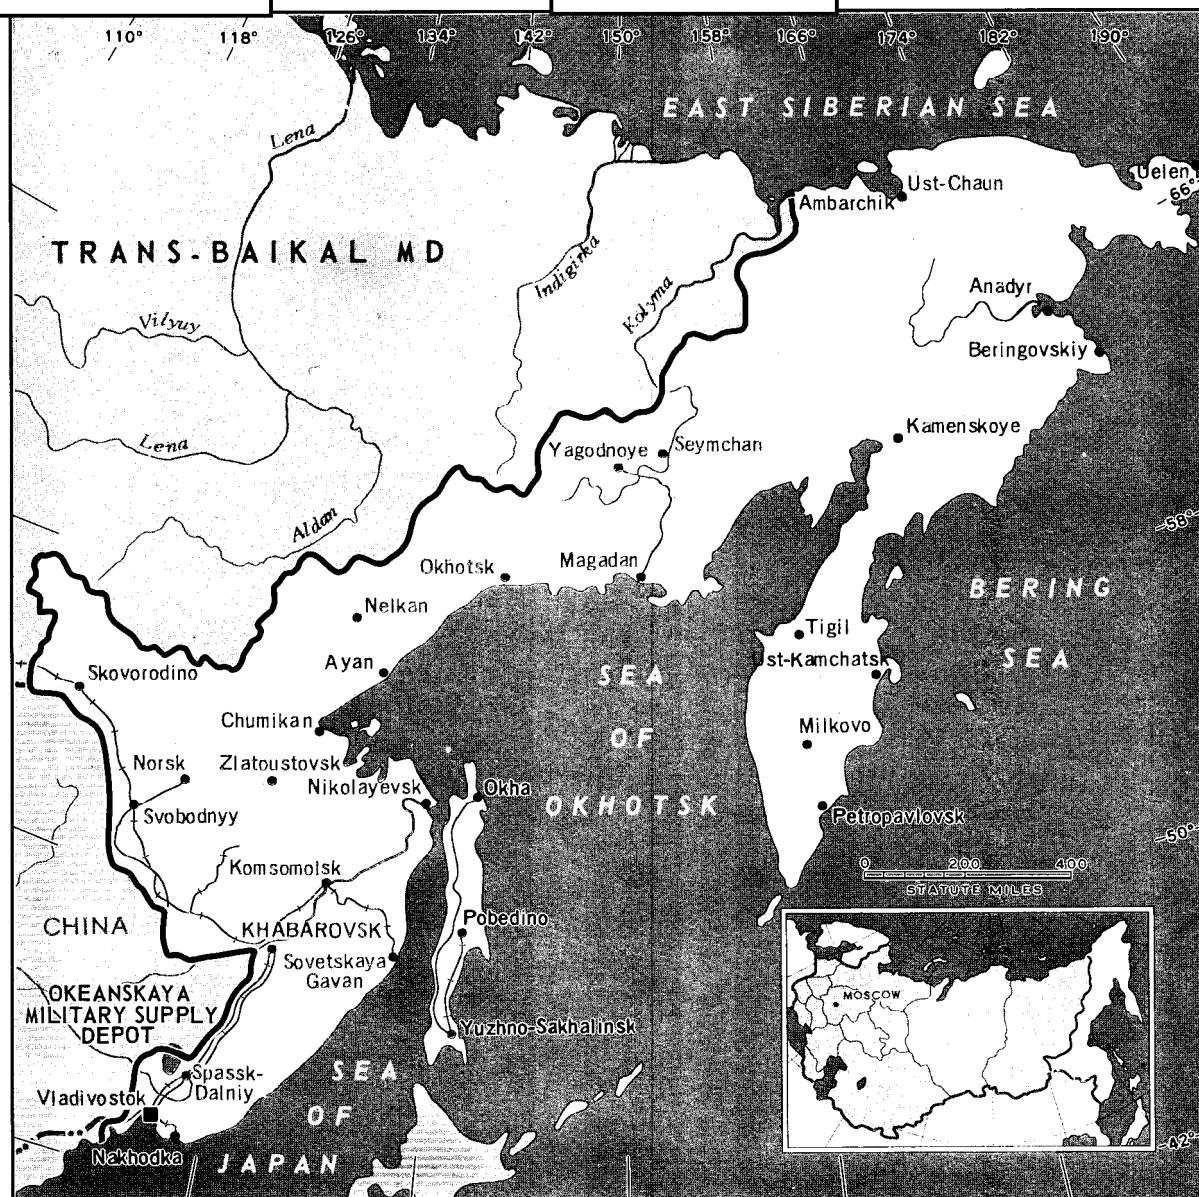 110° 118° 126° 134° 142° 150° 158° 166° 174° 182° 190°
EAST SIBERIAN SEA
Lena
Uelen
66°
Ust-Chaun
Ambarchik
TRANS-BAIKAL MD
Indigirka
Kolyma
Anadyr
Vilyuy
Beringovskiy
Kamenskoye
Lena
Yagodnoye
Seymchan
Aldan
58°
Okhotsk
Magadan
BERING
SEA
Nelkan
Tigil
Ayan
SEA
OF
OKHOTSK
Ust-Kamchatsk
Skovorodino
Chumikan
Milkovo
Norsk
Zlatoustovsk
Nikolayevsk
Okha
Svobodnyy
Petropavlovsk
50°
Komsomolsk
0 200 400
STATUTE MILES
CHINA
KHABAROVSK
Pobedino
Sovetskaya
Gavan
OKEANSKAYA
MILITARY SUPPLY
DEPOT
MOSCOW
Yuzhno-Sakhalinsk
Spassk-
Dalniy
SEA
OF
JAPAN
Vladivostok
42°
Nakhodka